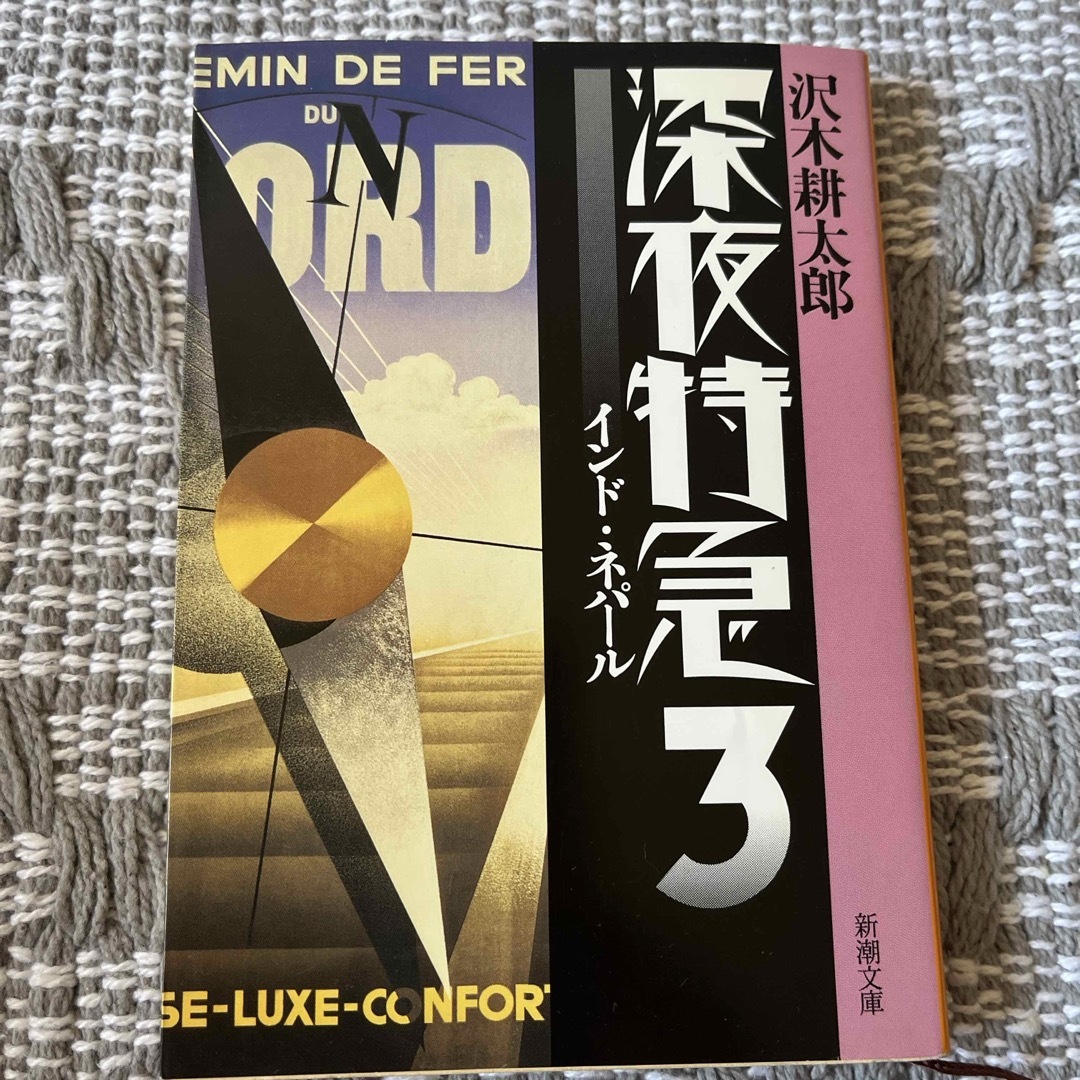 沢木耕太郎
深夜特急3
インド・ネパール
新潮文庫
EMIN DE FER
DU
NORD
SE-LUXE-CONFORT